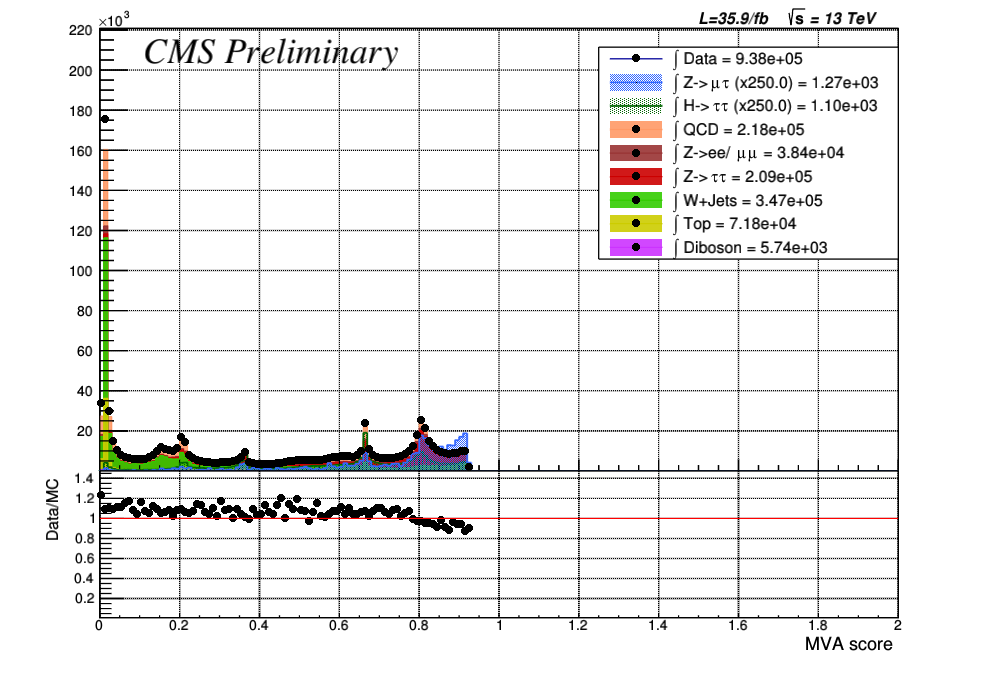 ×10³
L=35.9/fb √s = 13 TeV
CMS Preliminary
220
200
180
160
140
120
100
80
60
40
20
∫ Data = 9.38e+05
∫ Z-> μτ (x250.0) = 1.27e+03
∫ H-> ττ (x250.0) = 1.10e+03
∫ QCD = 2.18e+05
∫ Z->ee/ μμ = 3.84e+04
∫ Z-> ττ = 2.09e+05
∫ W+Jets = 3.47e+05
∫ Top = 7.18e+04
∫ Diboson = 5.74e+03
Data/MC
1.4
1.2
1
0.8
0.6
0.4
0.2
0 0.2 0.4 0.6 0.8 1 1.2 1.4 1.6 1.8 2
MVA score